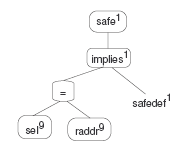 safe¹
implies¹
=
safedef¹
sel⁹
raddr⁹